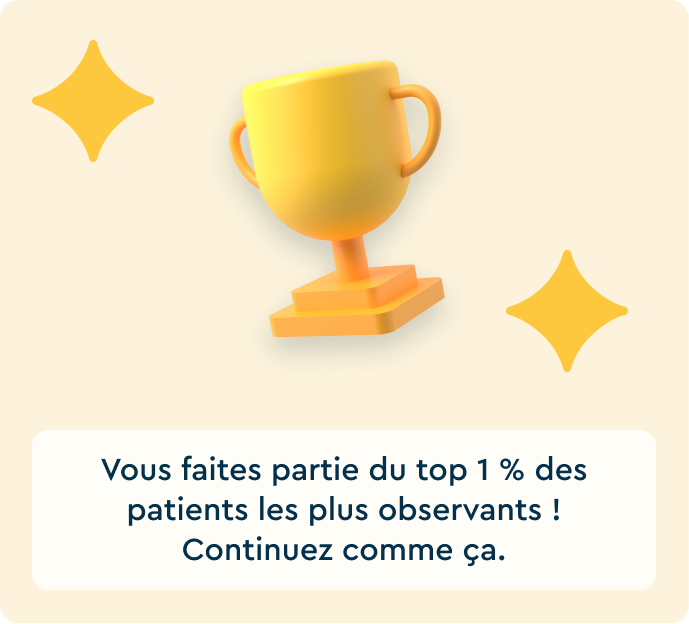 Vous faites partie du top 1 % des
patients les plus observants !
Continuez comme ça.